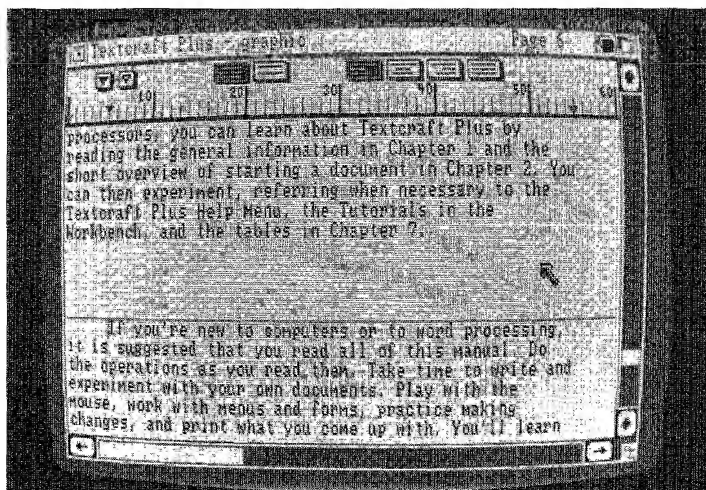 Textcraft Plus - graphic Page 6
10 20 30 40 50 60
processors, you can learn about Textcraft Plus by
reading the general information in Chapter 1 and the
short overview of starting a document in Chapter 2. You
can then experiment, referring when necessary to the
Textcraft Plus Help Menu, the Tutorials in the
Workbench, and the tables in Chapter 7.
If you're new to computers or to word processing,
it is suggested that you read all of this manual. Do
the operations as you read them. Take time to write and
experiment with your own documents. Play with the
mouse, work with menus and forms, practice making
changes, and print what you come up with. You'll learn